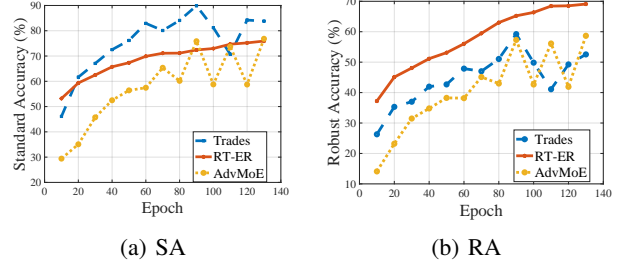 Standard Accuracy (%)
90
80
70
60
50
40
30
20
0 20 40 60 80 100 120 140
Epoch
Trades
RT-ER
AdvMoE
(a) SA
Robust Accuracy (%)
70
60
50
40
30
20
10
0 20 40 60 80 100 120 140
Epoch
Trades
RT-ER
AdvMoE
(b) RA